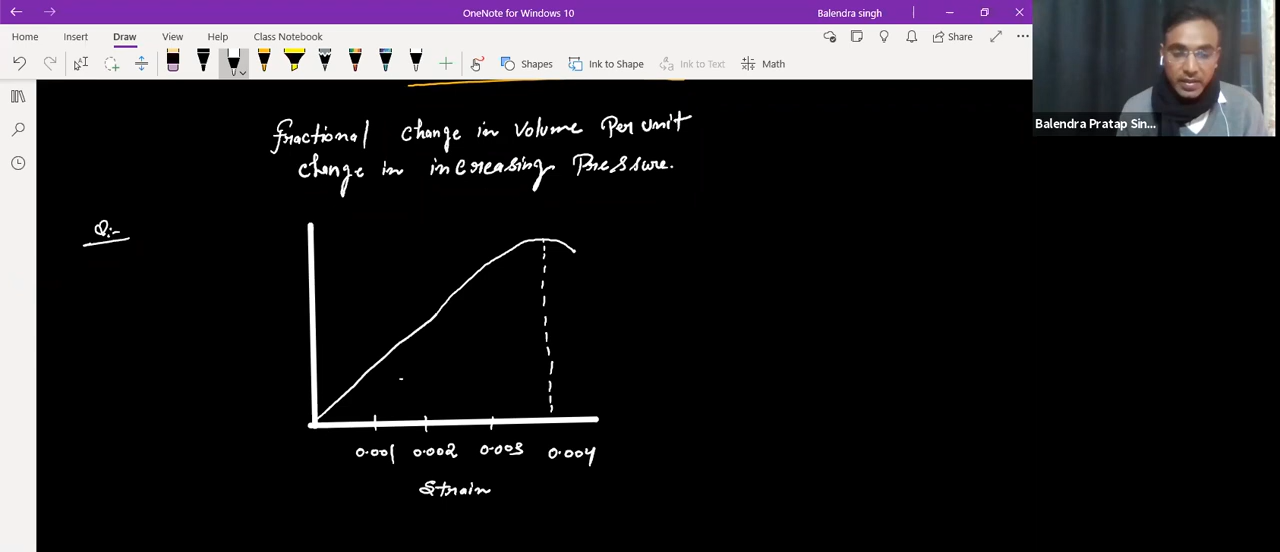 OneNote for Windows 10
Balendra singh
Home Insert Draw View Help Class Notebook
Share
Shapes Ink to Shape Ink to Text Math
Balendra Pratap Sin...
fractional change in volume Per unit
change in increasing Pressure.
Q:-
0.001 0.002 0.003 0.004
Strain